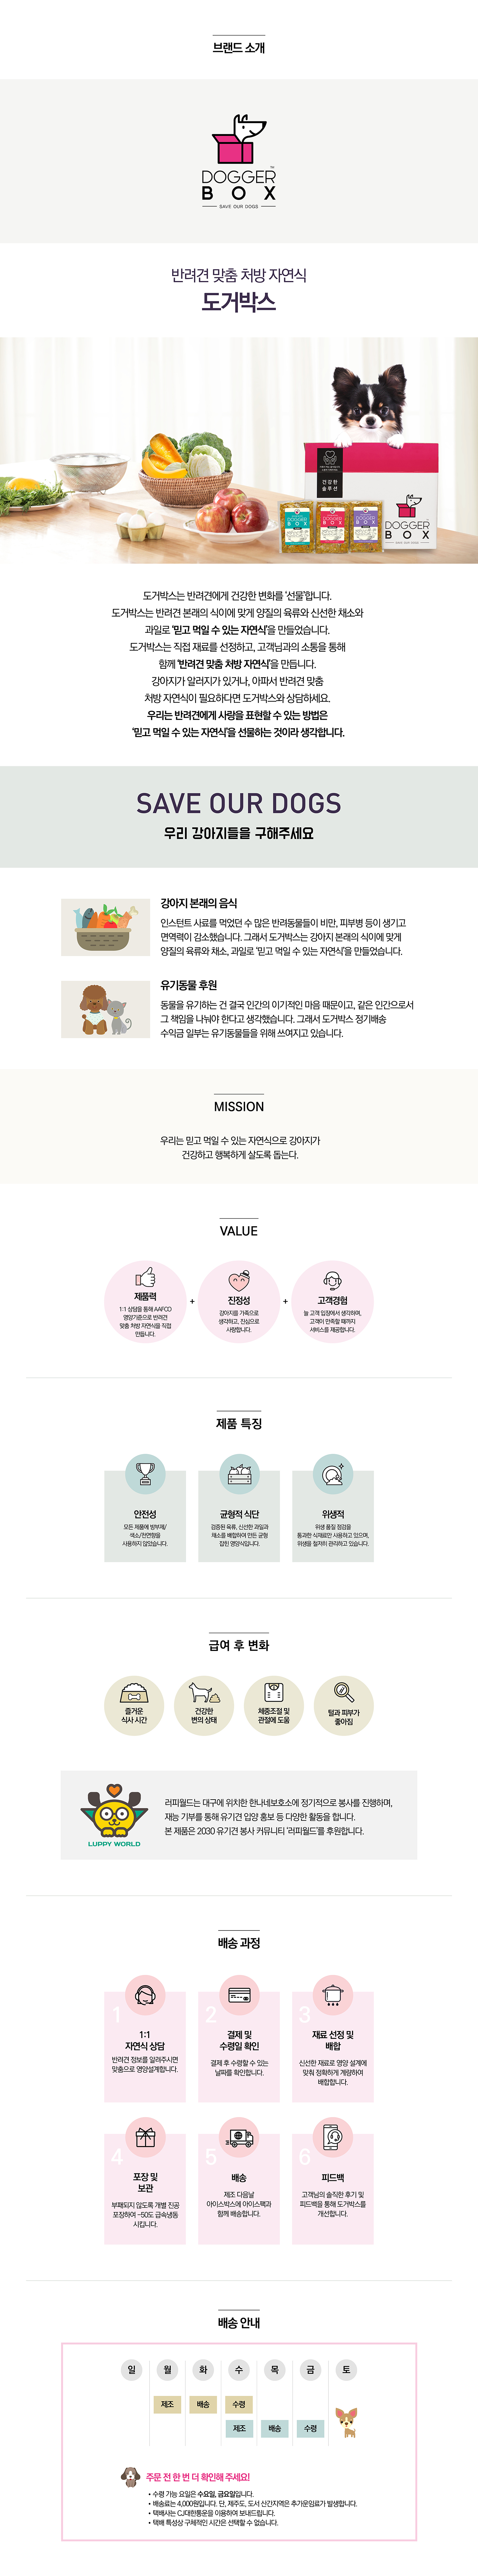 브랜드 소개
DOGGER
BOX
SAVE OUR DOGS
반려견 맞춤 처방 자연식
도거박스
건강한
솔루션
DOGGER
BOX
도거박스는 반려견에게 건강한 변화를 '선물'합니다.
도거박스는 반려견 본래의 식이에 맞게 양질의 육류와 신선한 채소와
과일로 '믿고 먹일 수 있는 자연식'을 만들었습니다.
도거박스는 직접 재료를 선정하고, 고객님과의 소통을 통해
함께 '반려견 맞춤 처방 자연식'을 만듭니다.
강아지가 알러지가 있거나, 아파서 반려견 맞춤
처방 자연식이 필요하다면 도거박스와 상담하세요.
우리는 반려견에게 사랑을 표현할 수 있는 방법은
'믿고 먹일 수 있는 자연식'을 선물하는 것이라 생각합니다.
SAVE OUR DOGS
우리 강아지들을 구해주세요
강아지 본래의 음식
인스턴트 사료를 먹었던 수 많은 반려동물들이 비만, 피부병 등이 생기고
면역력이 감소했습니다. 그래서 도거박스는 강아지 본래의 식이에 맞게
양질의 육류와 채소, 과일로 '믿고 먹일 수 있는 자연식'을 만들었습니다.
유기동물 후원
동물을 유기하는 건 결국 인간의 이기적인 마음 때문이고, 같은 인간으로서
그 책임을 나눠야 한다고 생각했습니다. 그래서 도거박스 정기배송
수익금 일부는 유기동물들을 위해 쓰여지고 있습니다.
MISSION
우리는 믿고 먹일 수 있는 자연식으로 강아지가
건강하고 행복하게 살도록 돕는다.
VALUE
제품력
1:1 상담을 통해 AAFCO
영양기준으로 반려견
맞춤 처방 자연식을 직접
만듭니다.
+
진정성
강아지를 가족으로
생각하고, 진심으로
사랑합니다.
+
고객경험
늘 고객 입장에서 생각하며,
고객이 만족할 때까지
서비스를 제공합니다.
제품 특징
안전성
모든 제품에 방부제/
색소/전연향을
사용하지 않았습니다.
균형적 식단
검증된 육류, 신선한 과일과
채소를 배합하여 만든 균형
잡힌 영양식입니다.
위생적
위생 품질 점검을
통과한 식재료만 사용하고 있으며,
위생을 철저히 관리하고 있습니다.
급여 후 변화
즐거운
식사 시간
건강한
변의 상태
체중조절 및
관절에 도움
털과 피부가
좋아짐
LUPPY WORLD
러피월드는 대구에 위치한 한나네보호소에 정기적으로 봉사를 진행하며,
재능 기부를 통해 유기견 입양 홍보 등 다양한 활동을 합니다.
본 제품은 2030 유기견 봉사 커뮤니티 '러피월드'를 후원합니다.
배송 과정
1
1:1
자연식 상담
반려견 정보를 알려주시면
맞춤으로 영양설계합니다.
2
결제 및
수령일 확인
결제 후 수령할 수 있는
날짜를 확인합니다.
3
재료 선정 및
배합
신선한 재료로 영양 설계에
맞춰 정확하게 계량하여
배합합니다.
4
포장 및
보관
부패되지 않도록 개별 진공
포장하여 -50도 급속냉동
시킵니다.
5
배송
제조 다음날
아이스박스에 아이스팩과
함께 배송합니다.
6
피드백
고객님의 솔직한 후기 및
피드백을 통해 도거박스를
개선합니다.
배송 안내
일 월 화 수 목 금 토
제조 배송 수령
제조 배송 수령
주문 전 한 번 더 확인해 주세요!
• 수령 가능 요일은 수요일, 금요일입니다.
• 배송료는 4,000원입니다. 단, 제주도, 도서 산간지역은 추가운임료가 발생합니다.
• 택배사는 CJ대한통운을 이용하여 보내드립니다.
• 택배 특성상 구체적인 시간은 선택할 수 없습니다.